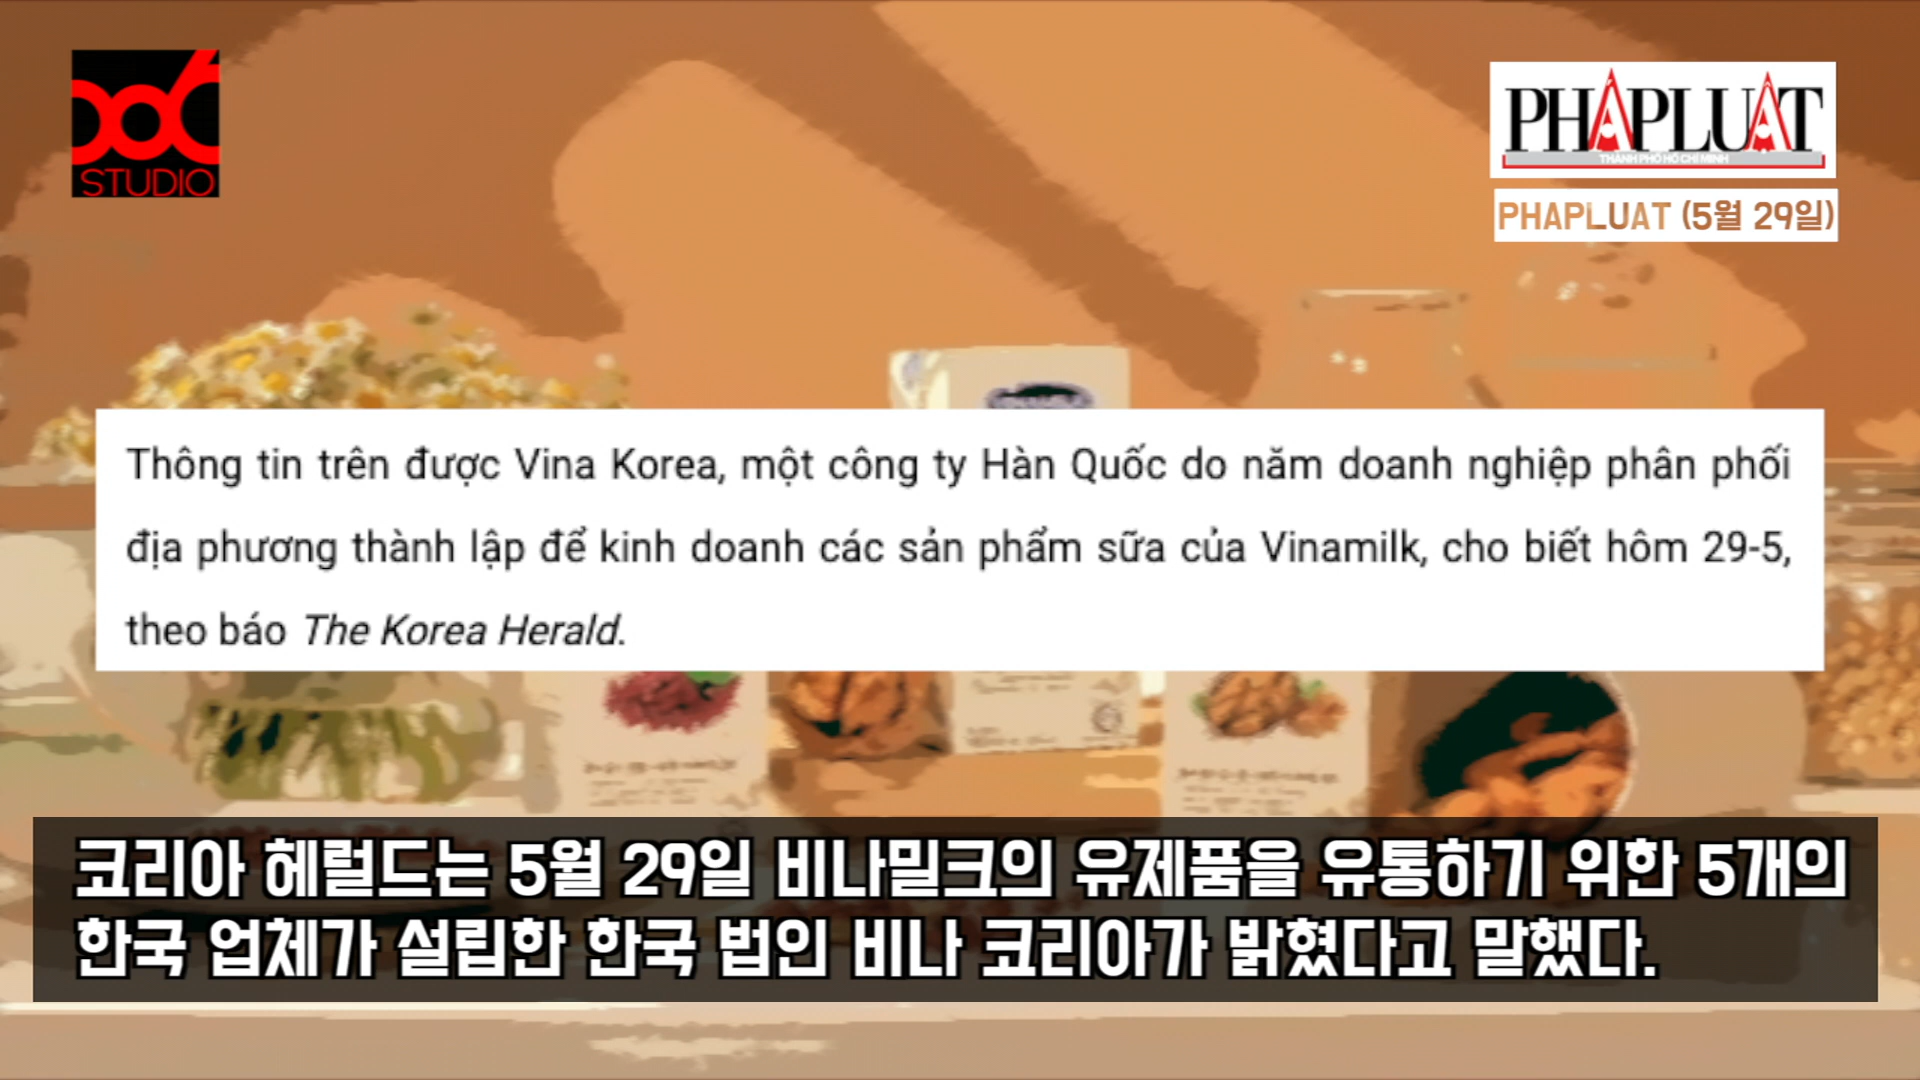 STUDIO
PHÁP LUẬT
THÀNH PHỐ HỒ CHÍ MINH
PHAPLUAT (5월 29일)
Thông tin trên được Vina Korea, một công ty Hàn Quốc do năm doanh nghiệp phân phối
địa phương thành lập để kinh doanh các sản phẩm sữa của Vinamilk, cho biết hôm 29-5,
theo báo The Korea Herald.
코리아 헤럴드는 5월 29일 비나밀크의 유제품을 유통하기 위한 5개의
한국 업체가 설립한 한국 법인 비나 코리아가 밝혔다고 말했다.